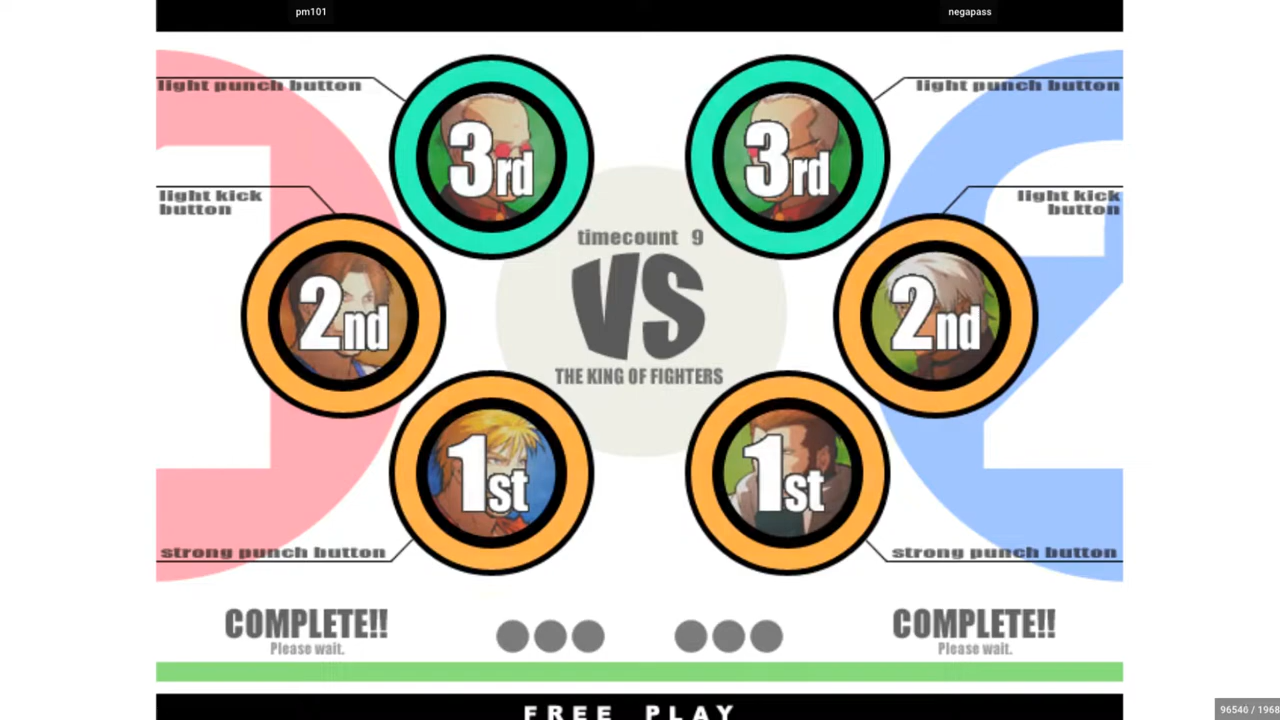 pm101
negapass
light punch button
3rd
3rd
light punch button
light kick
button
light kick
button
timecount 9
VS
THE KING OF FIGHTERS
2nd
2nd
1st
1st
strong punch button
strong punch button
COMPLETE!!
Please wait.
COMPLETE!!
Please wait.
FREE PLAY
96546 / 1968